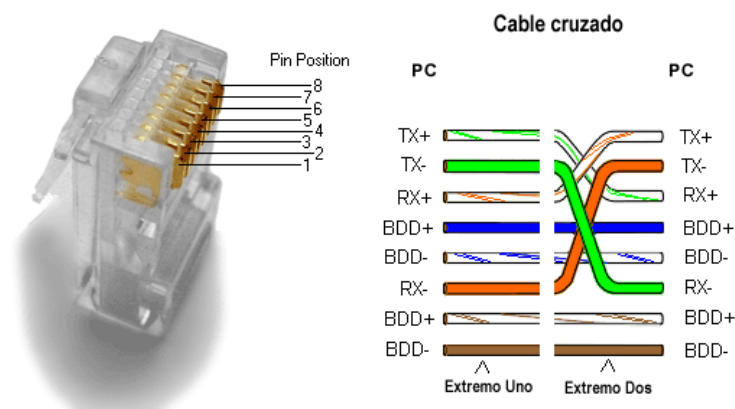 Pin Position
8
7
6
5
4
3
2
1
Cable cruzado
PC PC
TX+ TX+
TX- TX-
RX+ RX+
BDD+ BDD+
BDD- BDD-
RX- RX-
BDD+ BDD+
BDD- BDD-
Extremo Uno Extremo Dos